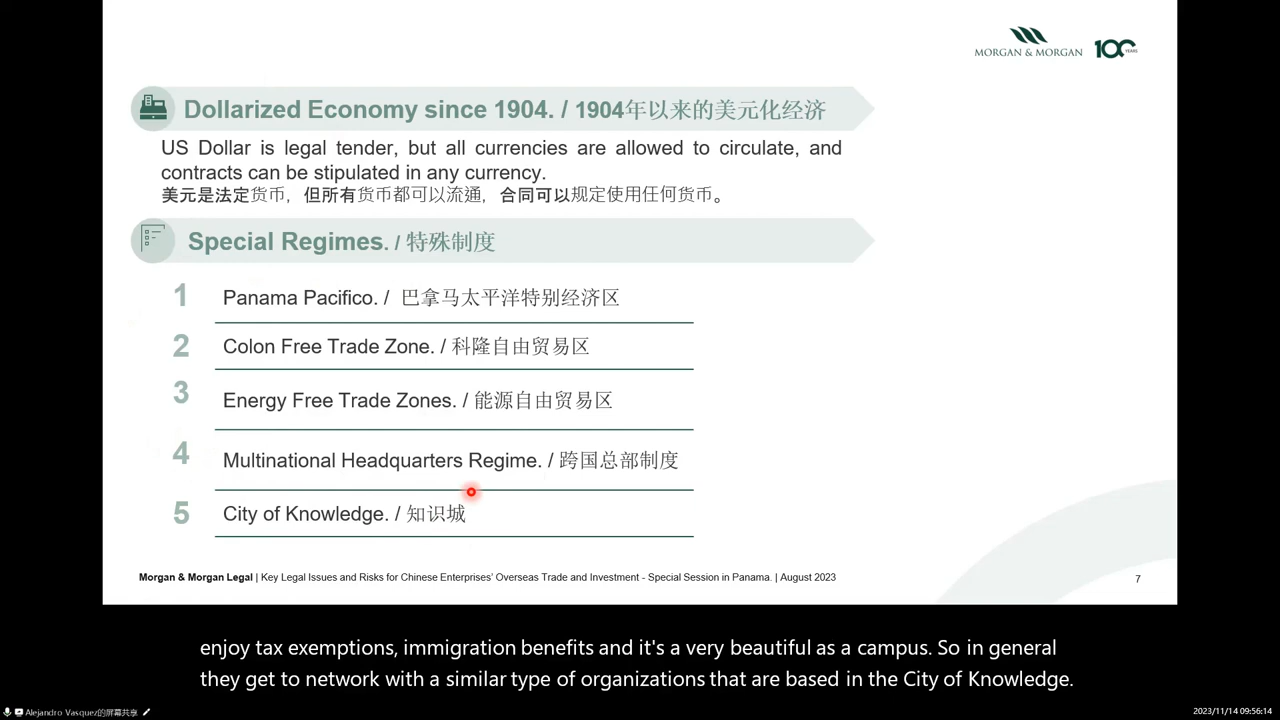 MORGAN & MORGAN 100 YEARS
Dollarized Economy since 1904. / 1904年以来的美元化经济
US Dollar is legal tender, but all currencies are allowed to circulate, and
contracts can be stipulated in any currency.
美元是法定货币，但所有货币都可以流通，合同可以规定使用任何货币。
Special Regimes. / 特殊制度
1 Panama Pacifico. / 巴拿马太平洋特别经济区
2 Colon Free Trade Zone. / 科隆自由贸易区
3 Energy Free Trade Zones. / 能源自由贸易区
4 Multinational Headquarters Regime. / 跨国总部制度
5 City of Knowledge. / 知识城
Morgan & Morgan Legal | Key Legal Issues and Risks for Chinese Enterprises' Overseas Trade and Investment - Special Session in Panama. | August 2023 7
enjoy tax exemptions, immigration benefits and it's a very beautiful as a campus. So in general
they get to network with a similar type of organizations that are based in the City of Knowledge.
Alejandro Vasquez的屏幕共享 2023/11/14 09:56:14